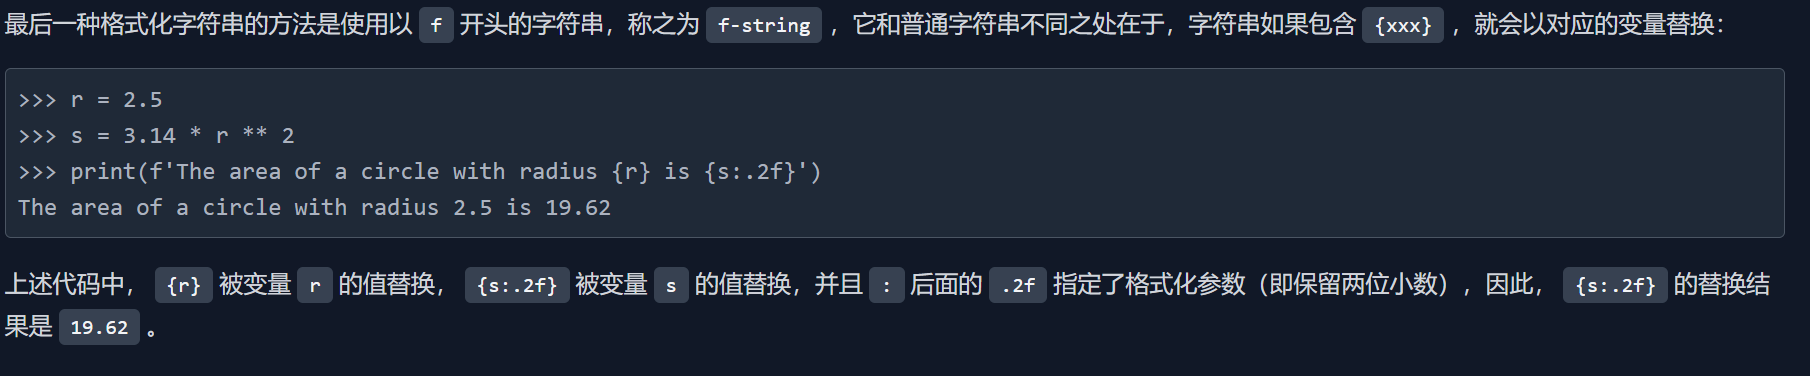 最后一种格式化字符串的方法是使用以 f 开头的字符串，称之为 f-string ，它和普通字符串不同之处在于，字符串如果包含 {xxx} ，就会以对应的变量替换：
>>> r = 2.5
>>> s = 3.14 * r ** 2
>>> print(f'The area of a circle with radius {r} is {s:.2f}')
The area of a circle with radius 2.5 is 19.62
上述代码中， {r} 被变量 r 的值替换， {s:.2f} 被变量 s 的值替换，并且 : 后面的 .2f 指定了格式化参数（即保留两位小数），因此， {s:.2f} 的替换结
果是 19.62 。